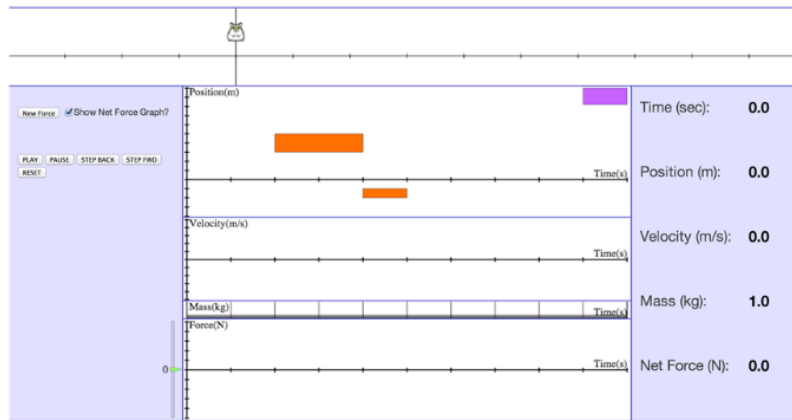 Position(m)
New Force Show Net Force Graph?
Time (sec): 0.0
PLAY PAUSE STEP BACK STEP FWD
RESET
Time(s)
Position (m): 0.0
Velocity(m/s)
Velocity (m/s): 0.0
Time(s)
Mass(kg)
Time(s)
Mass (kg): 1.0
Force(N)
0
Time(s)
Net Force (N): 0.0